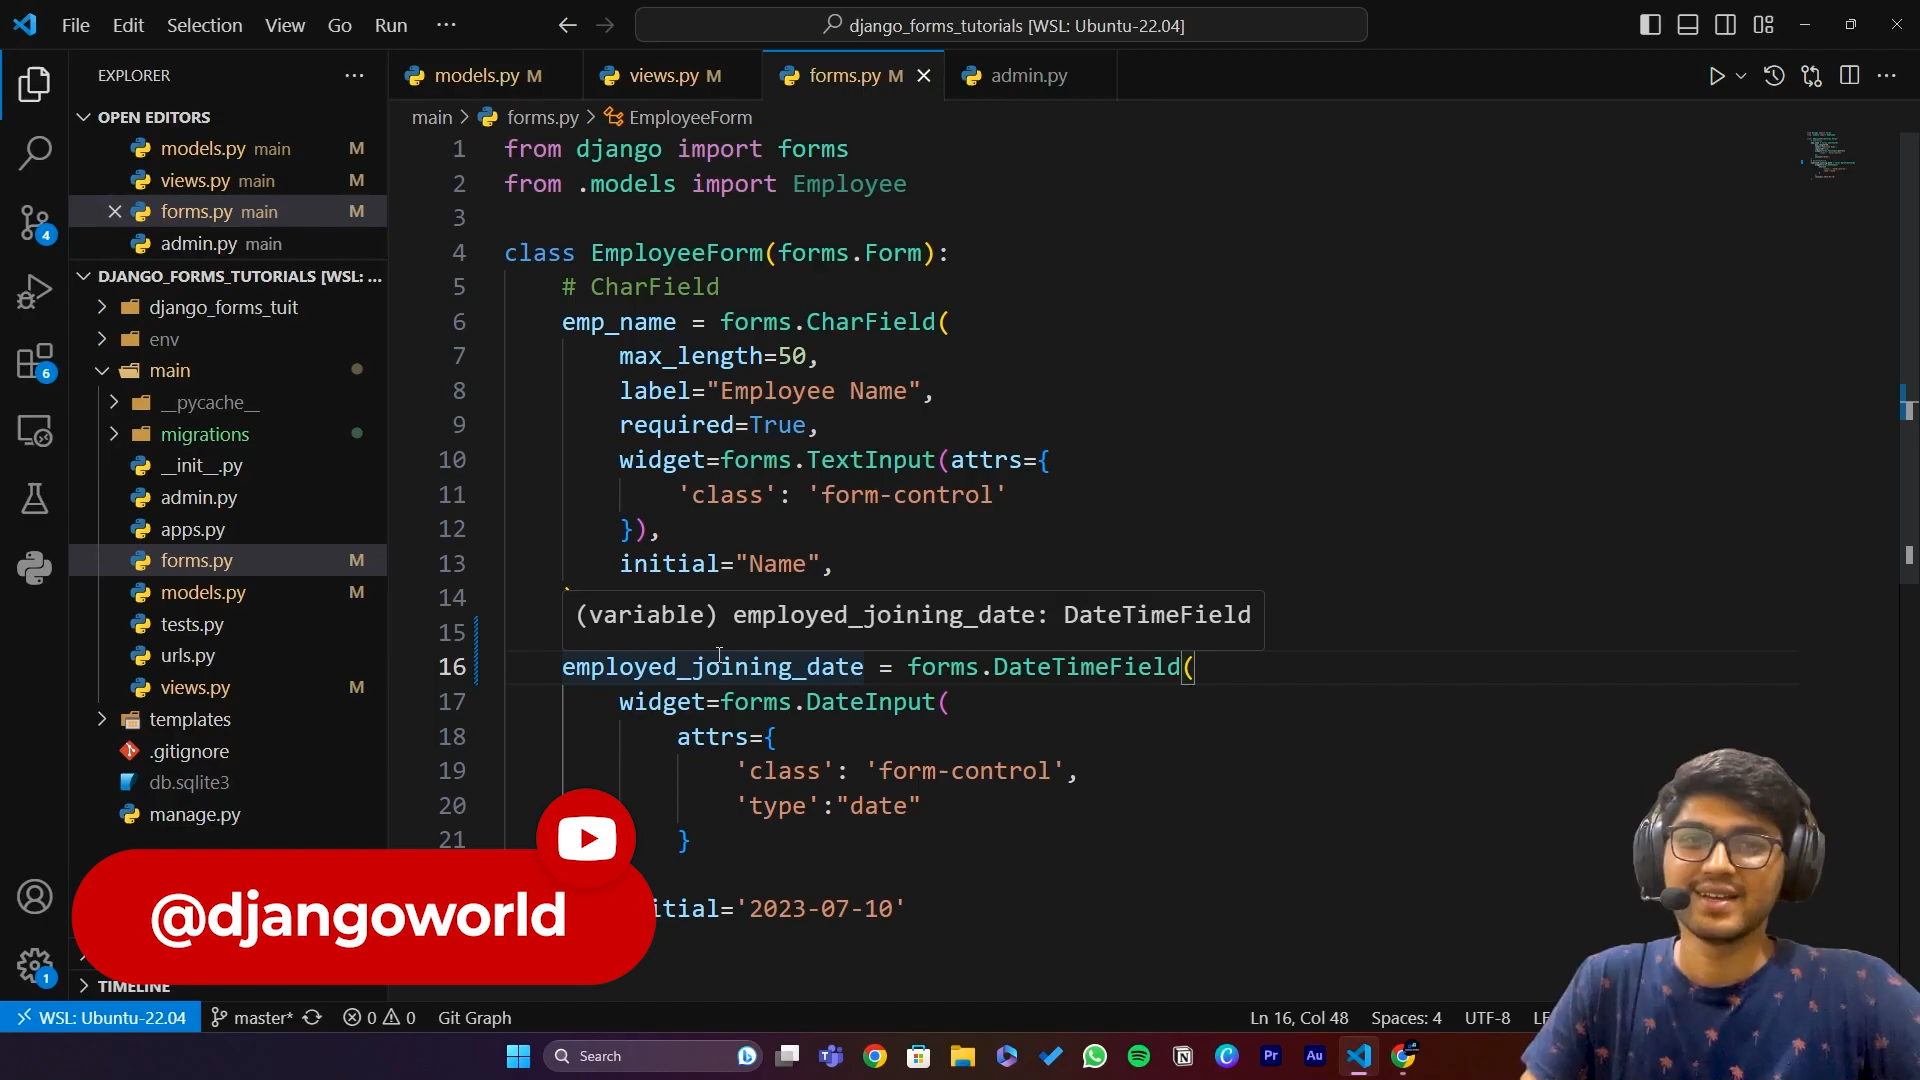 File Edit Selection View Go Run ···
django_forms_tutorials [WSL: Ubuntu-22.04]
EXPLORER
OPEN EDITORS
models.py main M
views.py main M
forms.py main M
admin.py main
DJANGO_FORMS_TUTORIALS [WSL: ...
django_forms_tuit
env
main
__pycache__
migrations
__init__.py
admin.py
apps.py
forms.py M
models.py M
tests.py
urls.py
views.py M
templates
.gitignore
db.sqlite3
manage.py
TIMELINE
4
6
1
models.py M views.py M forms.py M admin.py
main > forms.py > EmployeeForm
1 from django import forms
2 from .models import Employee
3
4 class EmployeeForm(forms.Form):
5 # CharField
6 emp_name = forms.CharField(
7 max_length=50,
8 label="Employee Name",
9 required=True,
10 widget=forms.TextInput(attrs={
11 'class': 'form-control'
12 }),
13 initial="Name",
14
(variable) employed_joining_date: DateTimeField
15
16 employed_joining_date = forms.DateTimeField(
17 widget=forms.DateInput(
18 attrs={
19 'class': 'form-control',
20 'type':"date"
21 }
itial='2023-07-10'
@djangoworld
WSL: Ubuntu-22.04 master* 0 0 Git Graph
Ln 16, Col 48 Spaces: 4 UTF-8
Search
Pr Au